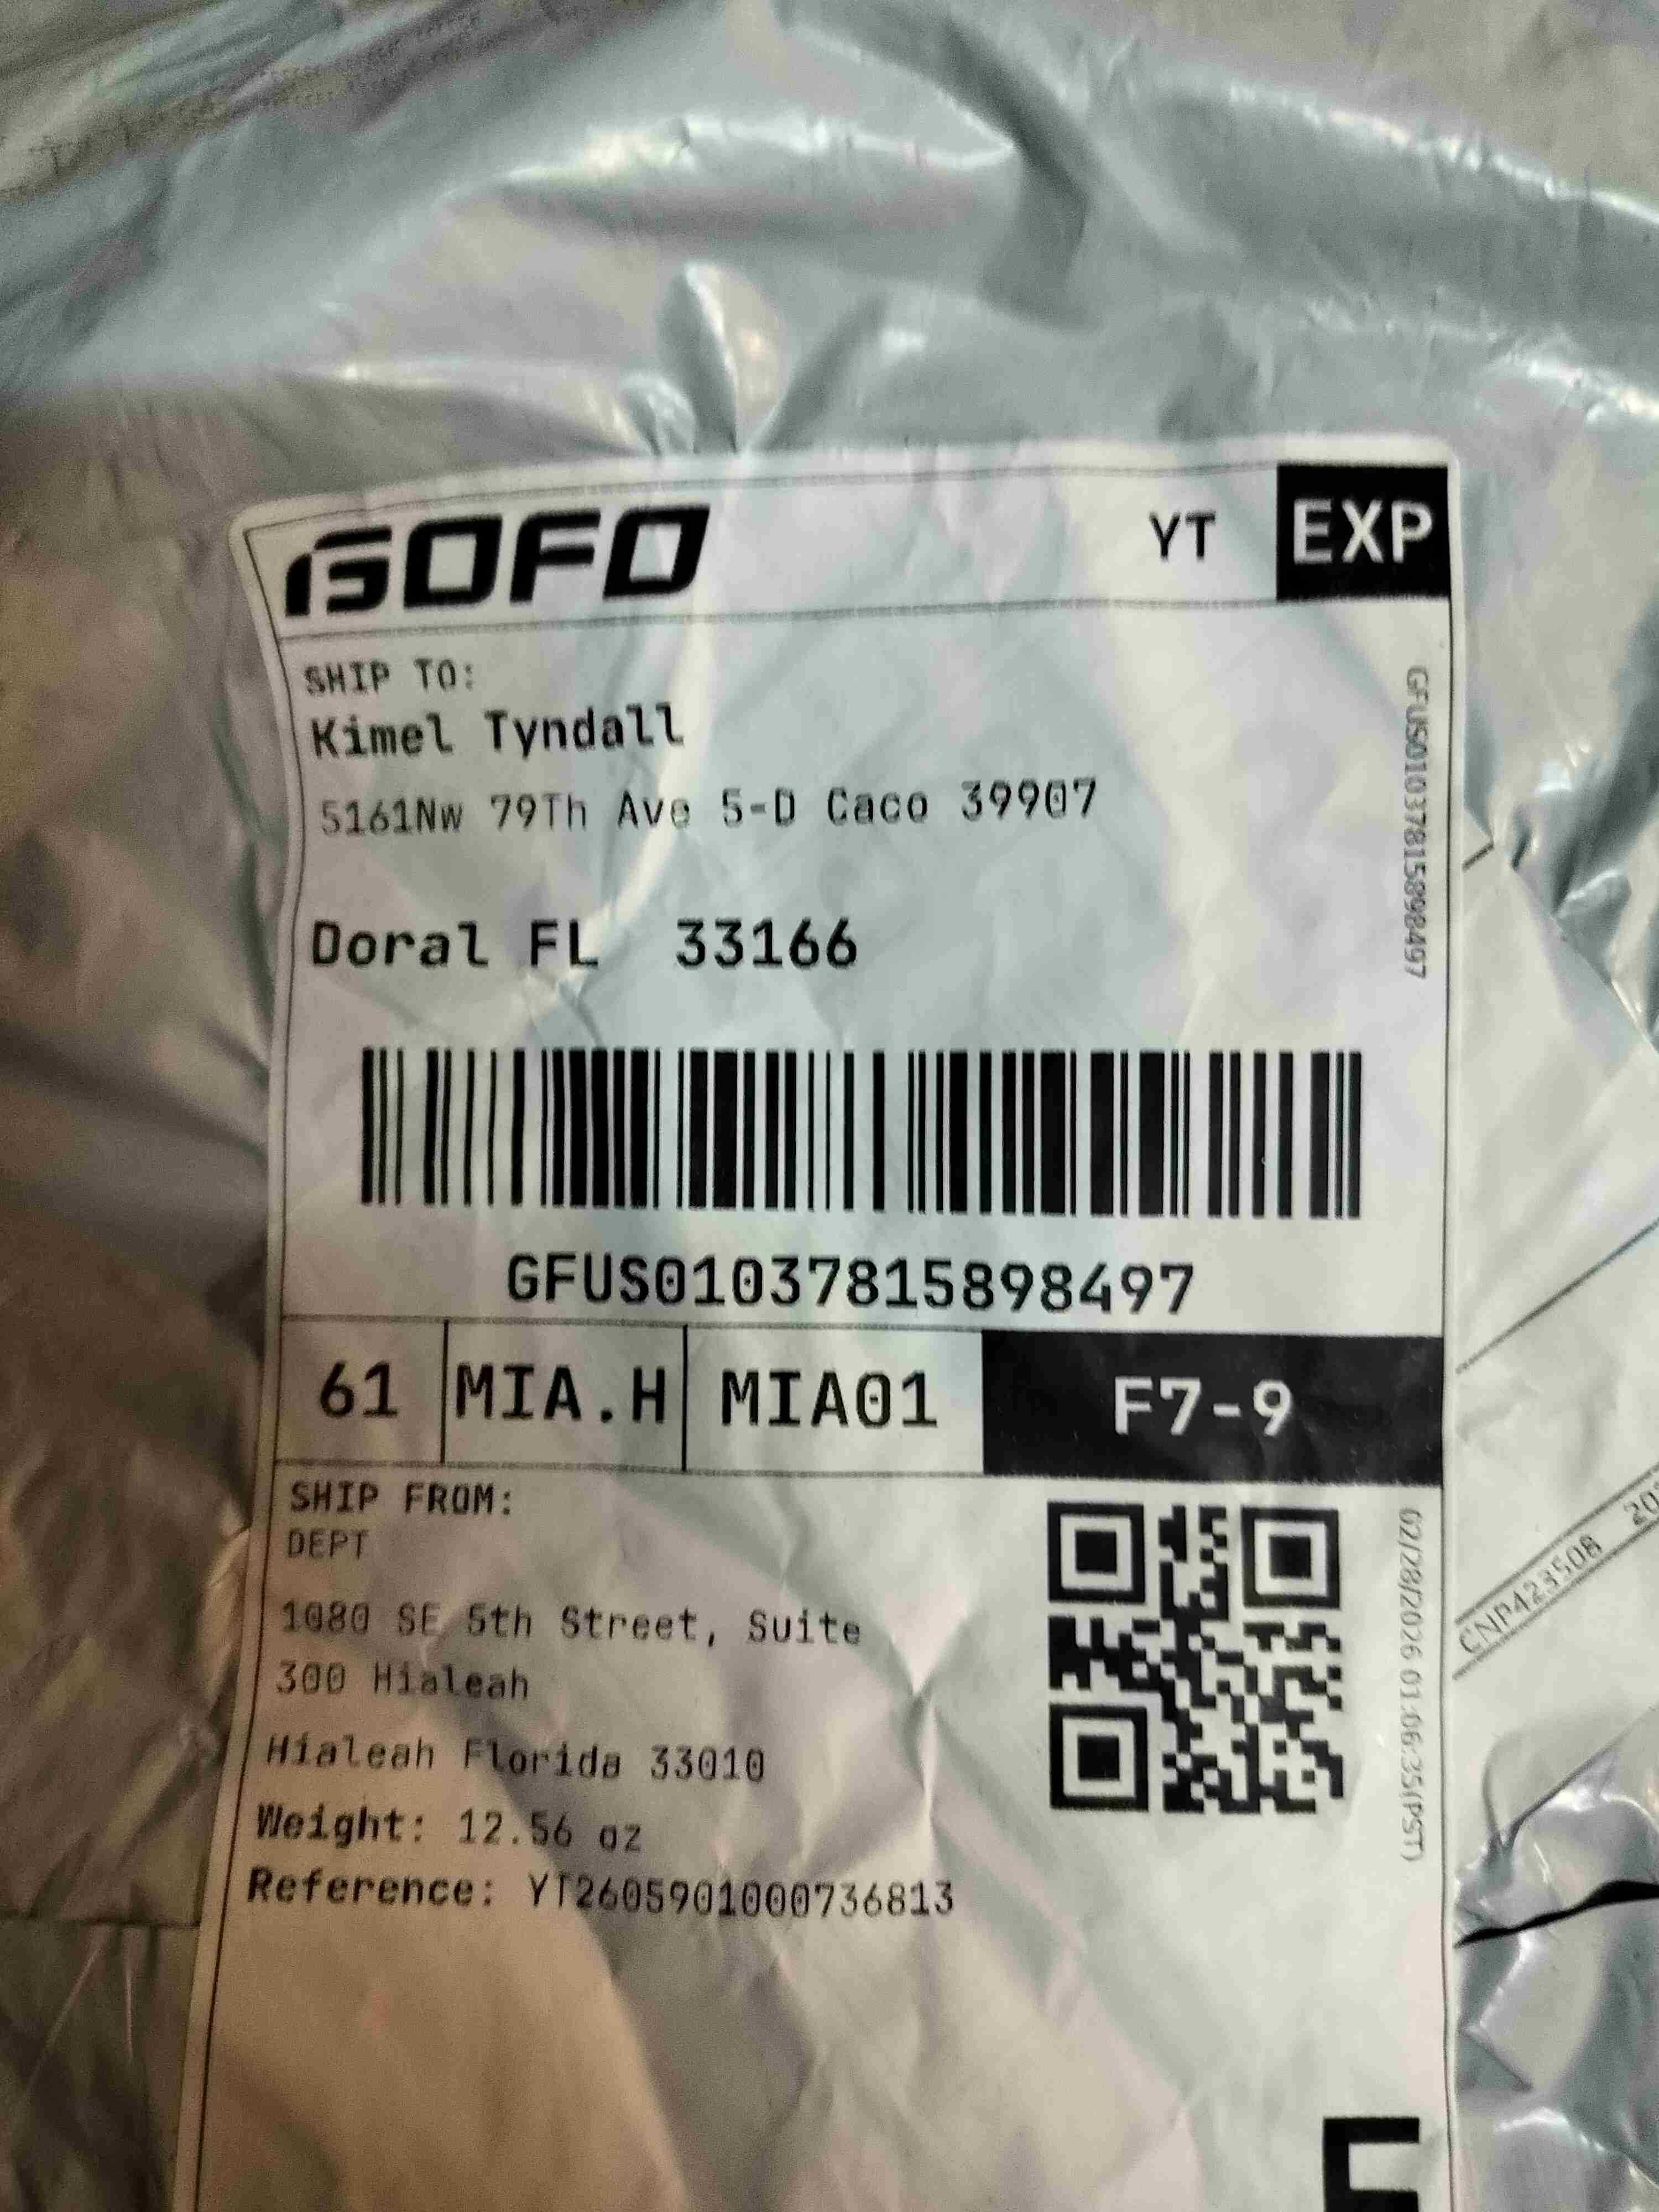 GOFO
YT
EXP
SHIP TO:
Kimel Tyndall
5161Nw 79Th Ave 5-D Caco 39907
Doral FL 33166
GFUS01037815898497
GFUS01037815898497
61
MIA.H
MIA01
F7-9
SHIP FROM:
DEPT
1080 SE 5th Street, Suite
300 Hialeah
Hialeah Florida 33010
Weight: 12.56 oz
Reference: YT2605901000736813
02/28/2026 01:06:35(PST)
CNP423508